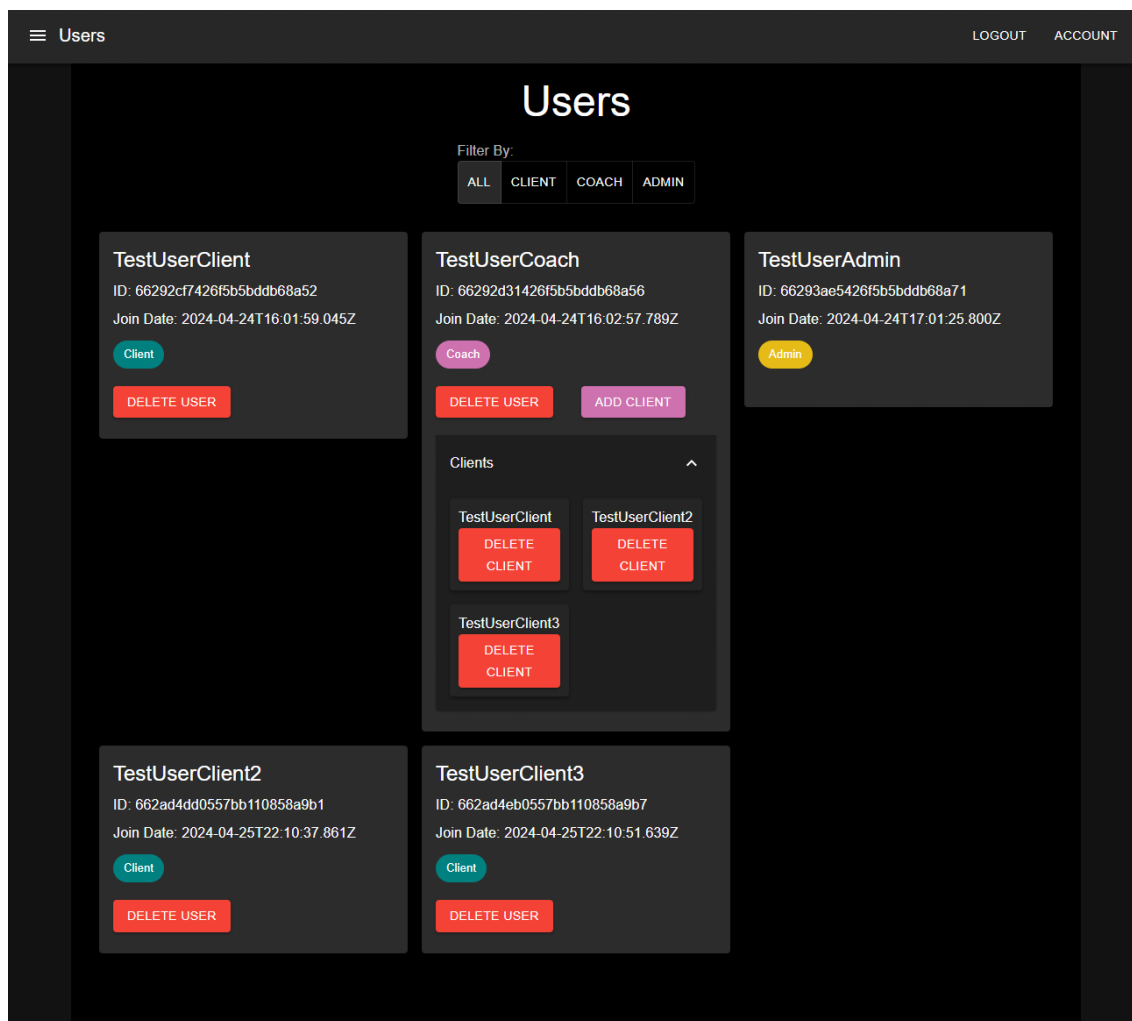 Users
LOGOUT
ACCOUNT
Users
Filter By:
ALL
CLIENT
COACH
ADMIN
TestUserClient
ID: 66292cf7426f5b5bddb68a52
Join Date: 2024-04-24T16:01:59.045Z
Client
DELETE USER
TestUserCoach
ID: 66292d31426f5b5bddb68a56
Join Date: 2024-04-24T16:02:57.789Z
Coach
DELETE USER
ADD CLIENT
Clients
TestUserClient
DELETE
CLIENT
TestUserClient2
DELETE
CLIENT
TestUserClient3
DELETE
CLIENT
TestUserAdmin
ID: 66293ae5426f5b5bddb68a71
Join Date: 2024-04-24T17:01:25.800Z
Admin
TestUserClient2
ID: 662ad4dd0557bb110858a9b1
Join Date: 2024-04-25T22:10:37.861Z
Client
DELETE USER
TestUserClient3
ID: 662ad4eb0557bb110858a9b7
Join Date: 2024-04-25T22:10:51.639Z
Client
DELETE USER